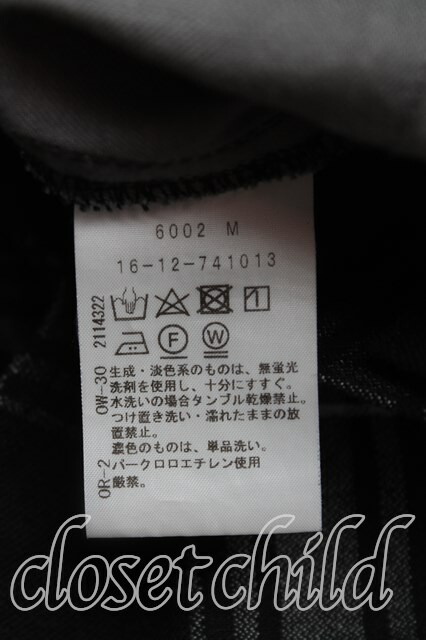 6002 M
16-12-741013
2114322
F
W
OW-30
生成・淡色系のものは、無蛍光
洗剤を使用し、十分にすすぐ。
水洗いの場合タンブル乾燥禁止。
つけ置き洗い・濡れたままの放
置禁止。
濃色のものは、単品洗い。
OR-2
パークロロエチレン使用
厳禁。
closetchild